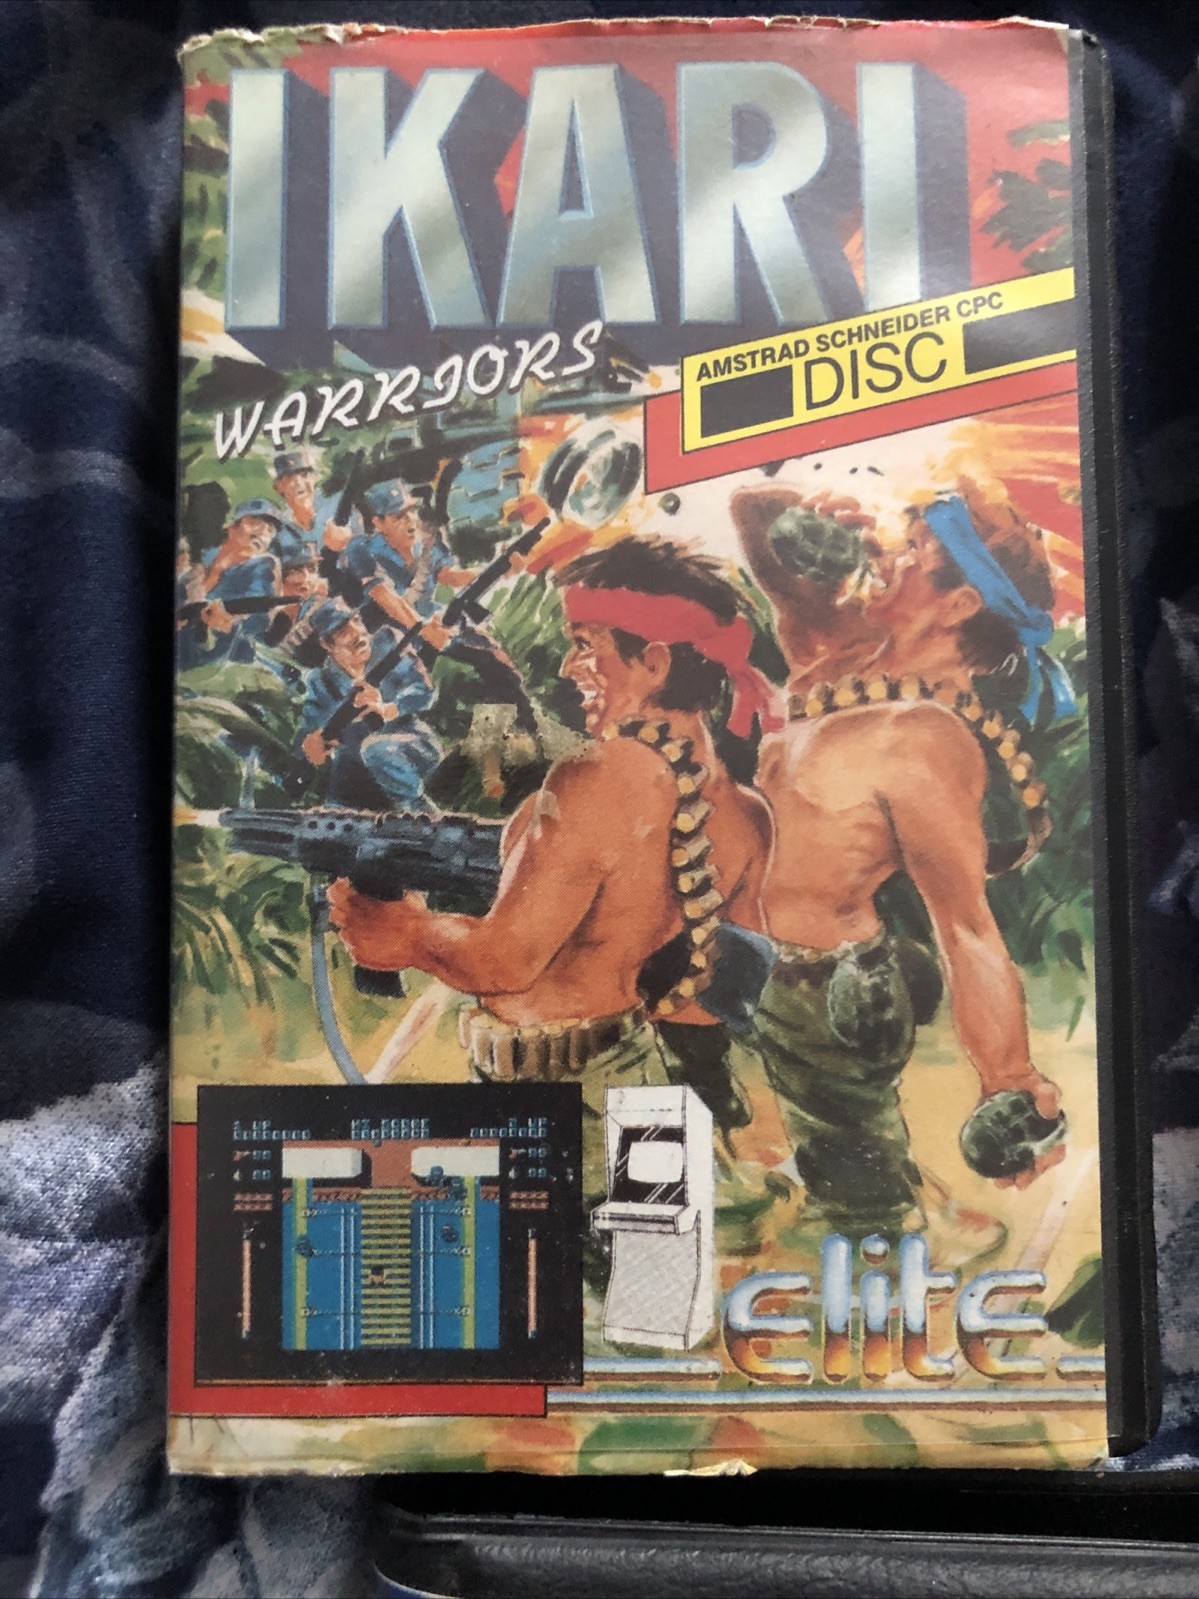 IKARI
WARRIORS
AMSTRAD SCHNEIDER CPC
DISC
elite